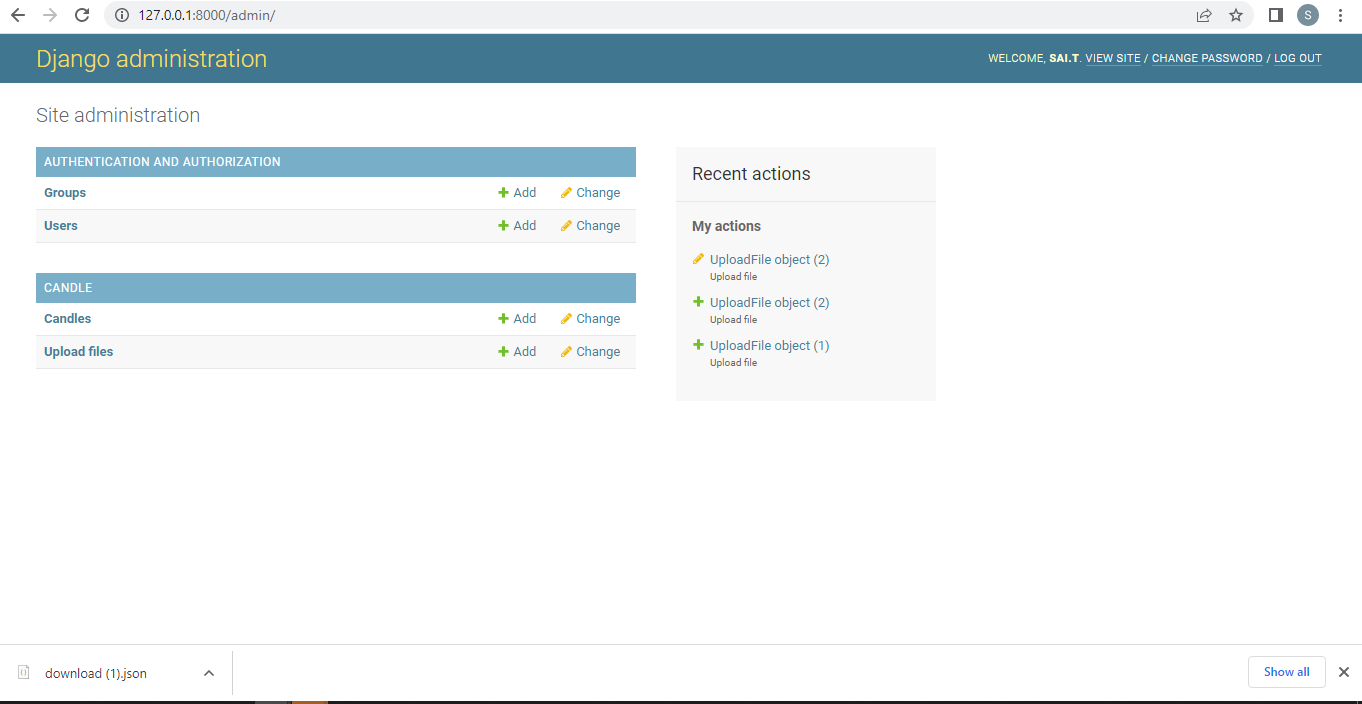 127.0.0.1:8000/admin/
S
Django administration
WELCOME, SAI.T. VIEW SITE / CHANGE PASSWORD / LOG OUT
Site administration
AUTHENTICATION AND AUTHORIZATION
Groups Add Change
Users Add Change
CANDLE
Candles Add Change
Upload files Add Change
Recent actions
My actions
UploadFile object (2)
Upload file
UploadFile object (2)
Upload file
UploadFile object (1)
Upload file
download (1).json
Show all